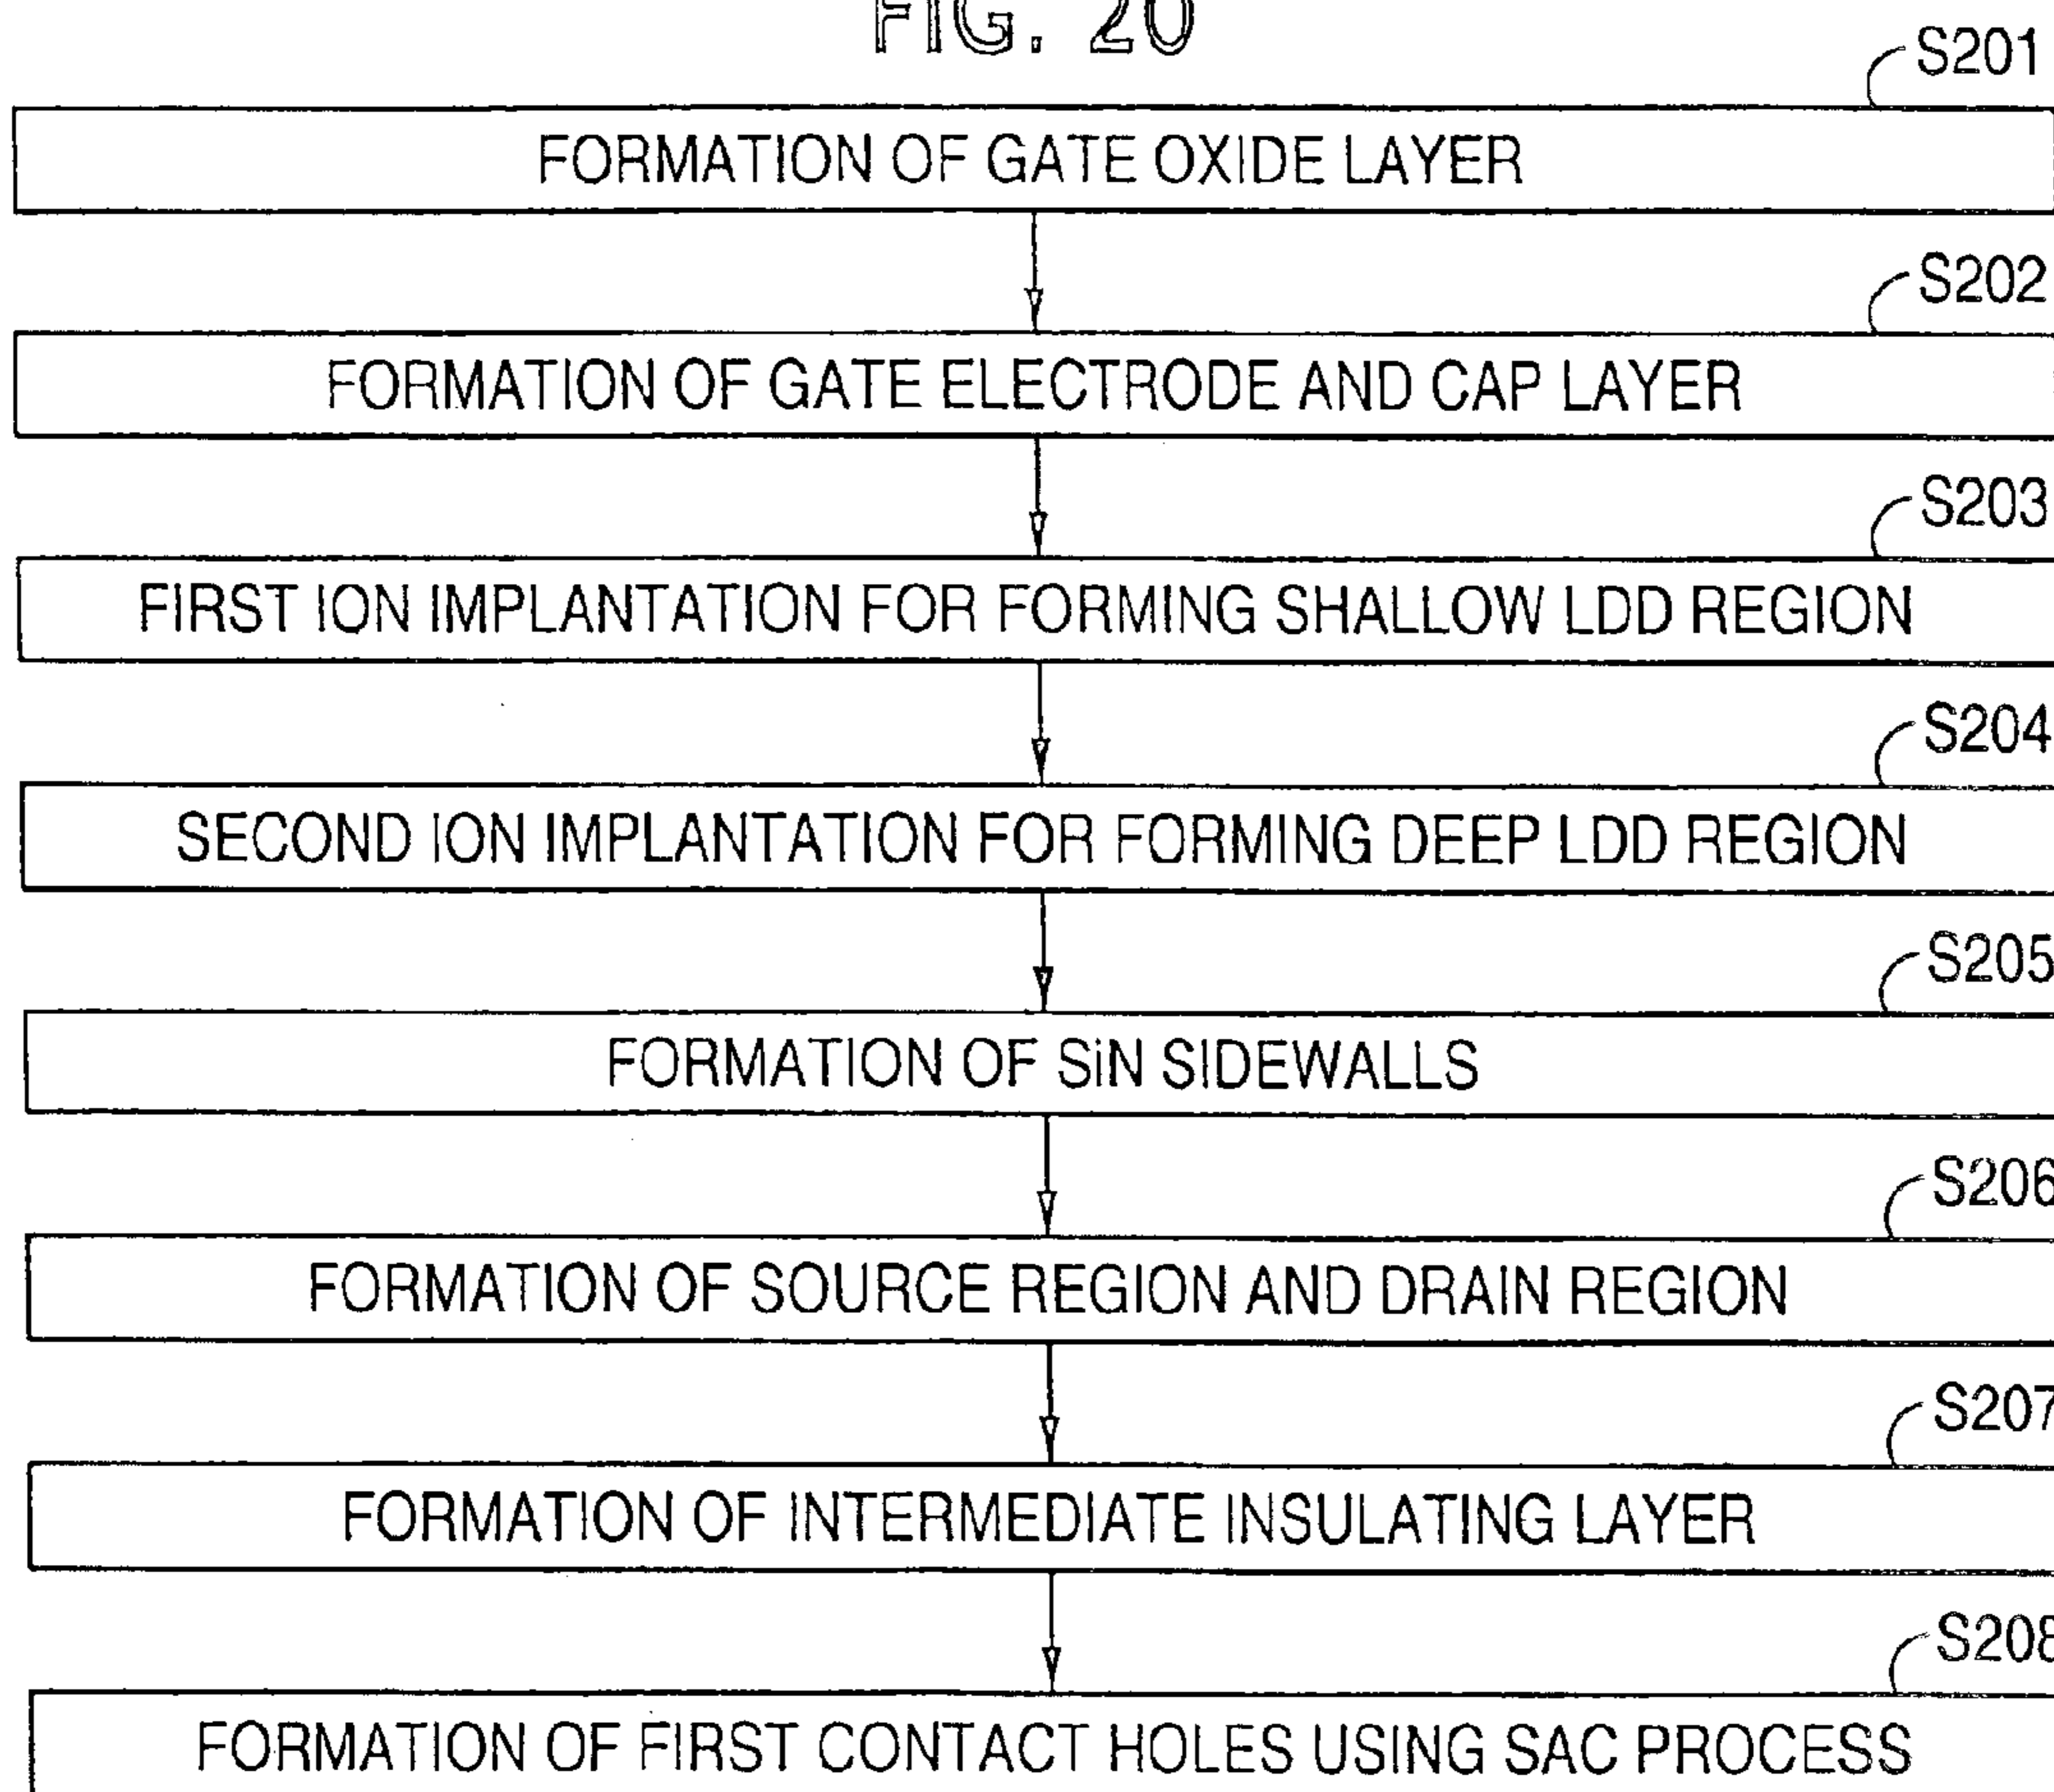 FIG. 20
S201
FORMATION OF GATE OXIDE LAYER
S202
FORMATION OF GATE ELECTRODE AND CAP LAYER
S203
FIRST ION IMPLANTATION FOR FORMING SHALLOW LDD REGION
S204
SECOND ION IMPLANTATION FOR FORMING DEEP LDD REGION
S205
FORMATION OF SiN SIDEWALLS
S206
FORMATION OF SOURCE REGION AND DRAIN REGION
S207
FORMATION OF INTERMEDIATE INSULATING LAYER
S208
FORMATION OF FIRST CONTACT HOLES USING SAC PROCESS